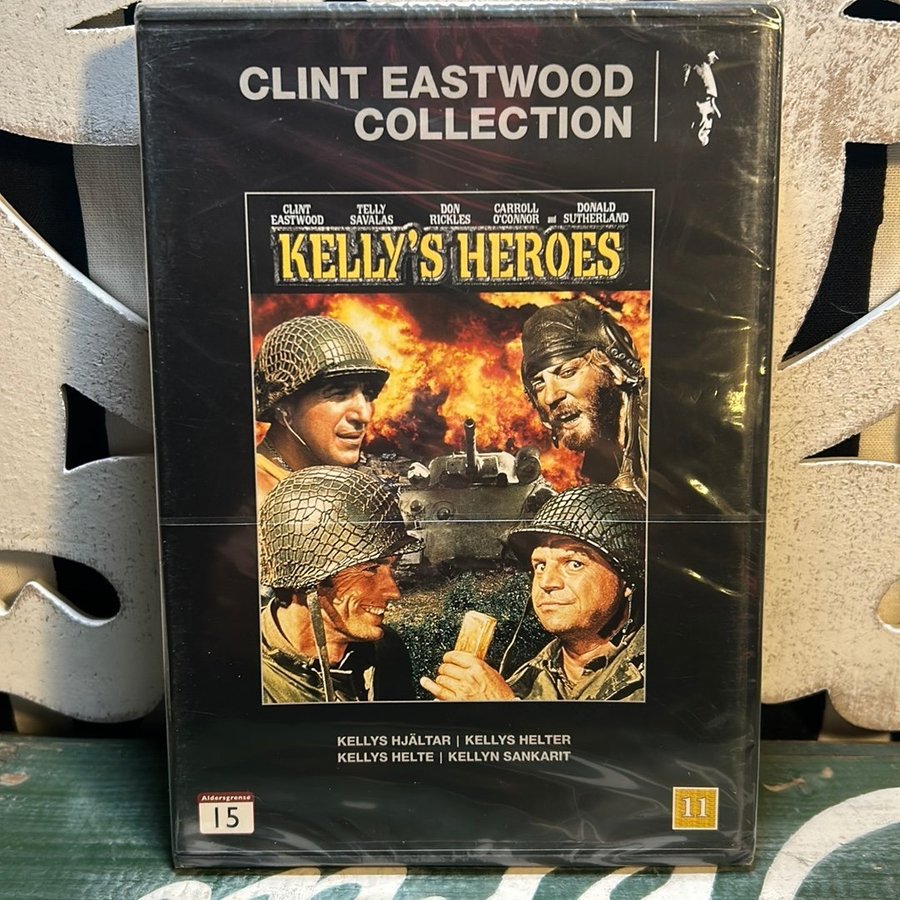 CLINT EASTWOOD
COLLECTION
CLINT EASTWOOD TELLY SAVALAS DON RICKLES CARROLL O'CONNOR and DONALD SUTHERLAND
KELLY'S HEROES
KELLYS HJÄLTAR | KELLYS HELTER
KELLYS HELTE | KELLYN SANKARIT
Aldersgrense
15
11